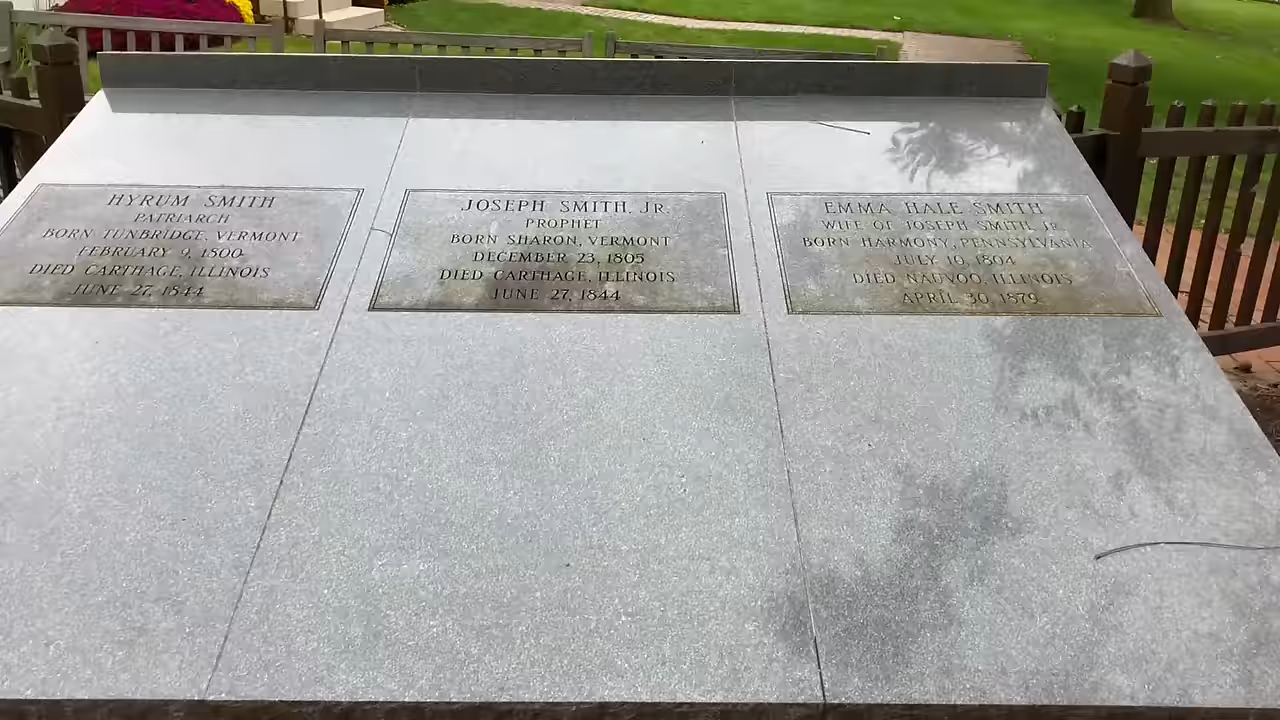 HYRUM SMITH
PATRIARCH
BORN TUNBRIDGE, VERMONT
FEBRUARY 9, 1800
DIED CARTHAGE, ILLINOIS
JUNE 27, 1844
JOSEPH SMITH, JR.
PROPHET
BORN SHARON, VERMONT
DECEMBER 23, 1805
DIED CARTHAGE, ILLINOIS
JUNE 27, 1844
EMMA HALE SMITH
WIFE OF JOSEPH SMITH, JR.
BORN HARMONY, PENNSYLVANIA
JULY 10, 1804
DIED NAUVOO, ILLINOIS
APRIL 30, 1879